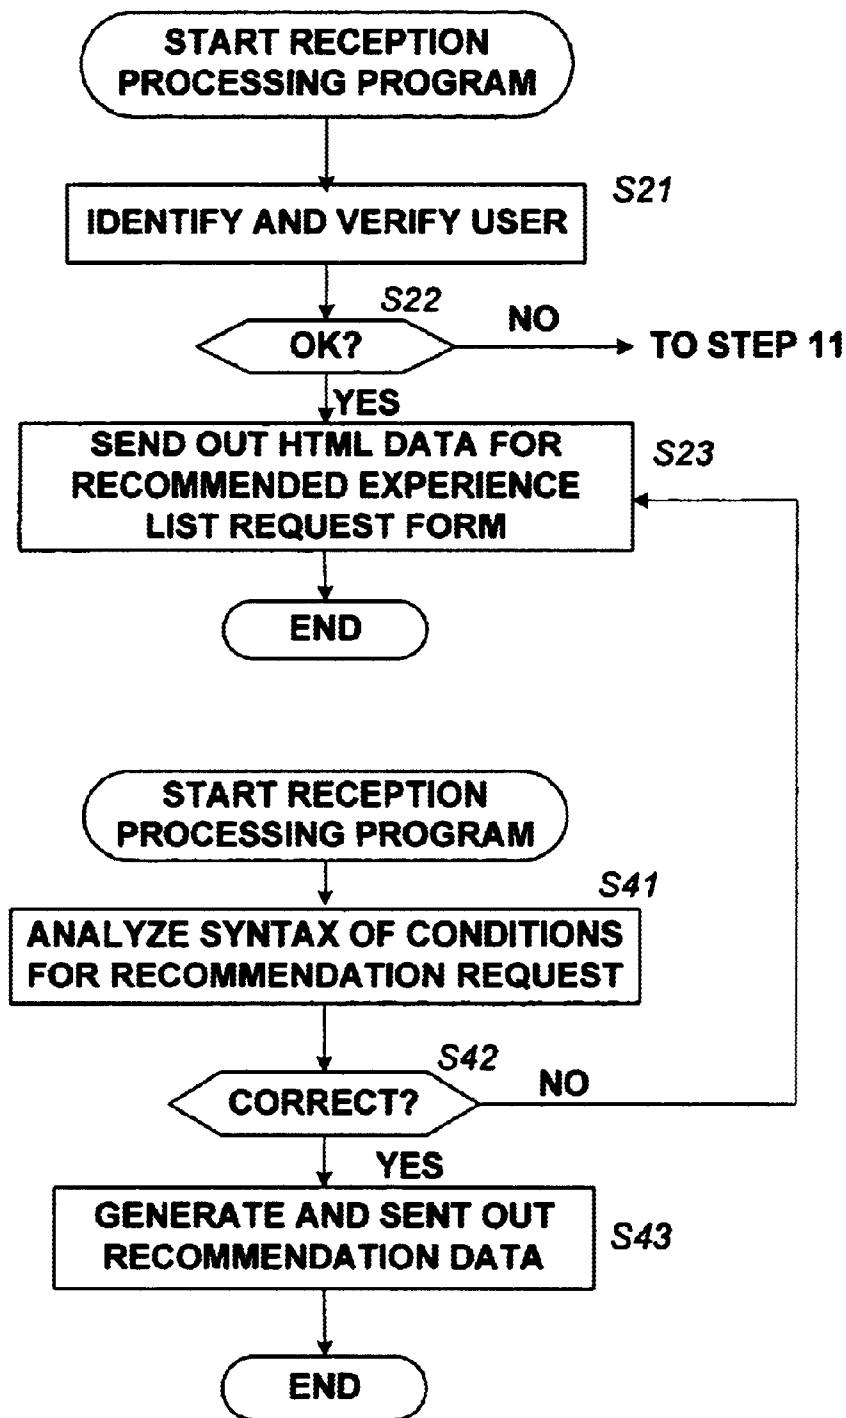 START RECEPTION
PROCESSING PROGRAM
S21
IDENTIFY AND VERIFY USER
S22
OK?
NO
TO STEP 11
YES
SEND OUT HTML DATA FOR
RECOMMENDED EXPERIENCE
LIST REQUEST FORM
S23
END
START RECEPTION
PROCESSING PROGRAM
S41
ANALYZE SYNTAX OF CONDITIONS
FOR RECOMMENDATION REQUEST
S42
CORRECT?
NO
YES
GENERATE AND SENT OUT
RECOMMENDATION DATA
S43
END